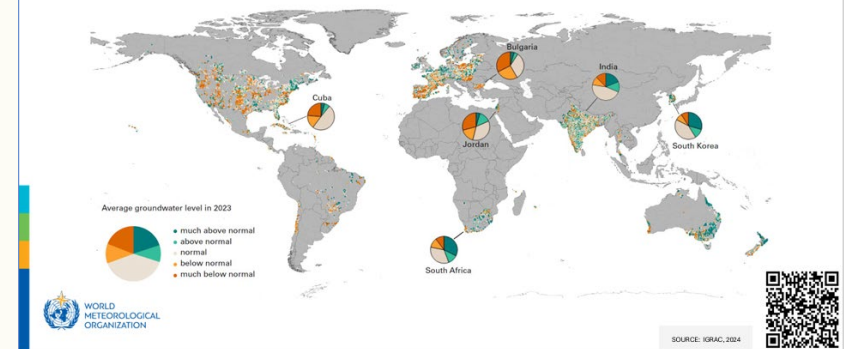 Bulgaria
India
Cuba
Jordan
South Korea
South Africa
Average groundwater level in 2023
much above normal
above normal
normal
below normal
much below normal
WORLD
METEOROLOGICAL
ORGANIZATION
SOURCE: IGRAC, 2024